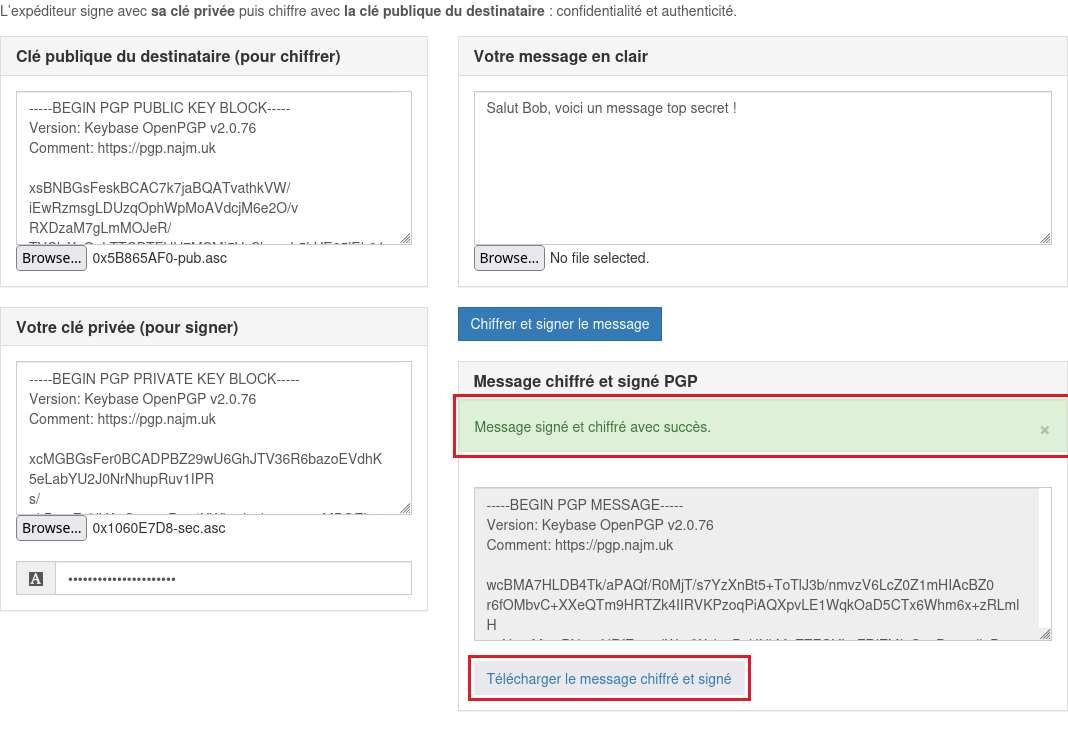 L'expéditeur signe avec sa clé privée puis chiffre avec la clé publique du destinataire : confidentialité et authenticité.
Clé publique du destinataire (pour chiffrer)
-----BEGIN PGP PUBLIC KEY BLOCK-----
Version: Keybase OpenPGP v2.0.76
Comment: https://pgp.najm.uk
xsBNBGsFeskBCAC7k7jaBQATvathkVW/
iEwRzmsgLDUzqOphWpMoAVdcjM6e2O/v
RXDzaM7gLmMOJeR/
Browse... 0x5B865AF0-pub.asc
Votre clé privée (pour signer)
-----BEGIN PGP PRIVATE KEY BLOCK-----
Version: Keybase OpenPGP v2.0.76
Comment: https://pgp.najm.uk
xcMGBGsFer0BCADPBZ29wU6GhJTV36R6bazoEVdhK
5eLabYU2J0NrNhupRuv1IPR
s/
Browse... 0x1060E7D8-sec.asc
A ••••••••••••••••••••••
Votre message en clair
Salut Bob, voici un message top secret !
Browse... No file selected.
Chiffrer et signer le message
Message chiffré et signé PGP
Message signé et chiffré avec succès. ×
-----BEGIN PGP MESSAGE-----
Version: Keybase OpenPGP v2.0.76
Comment: https://pgp.najm.uk
wcBMA7HLDB4Tk/aPAQf/R0MjT/s7YzXnBt5+ToTlJ3b/nmvzV6LcZ0Z1mHIAcBZ0
r6fOMbvC+XXeQTm9HRTZk4IIRVKPzoqPiAQXpvLE1WqkOaD5CTx6Whm6x+zRLmI
H
Télécharger le message chiffré et signé